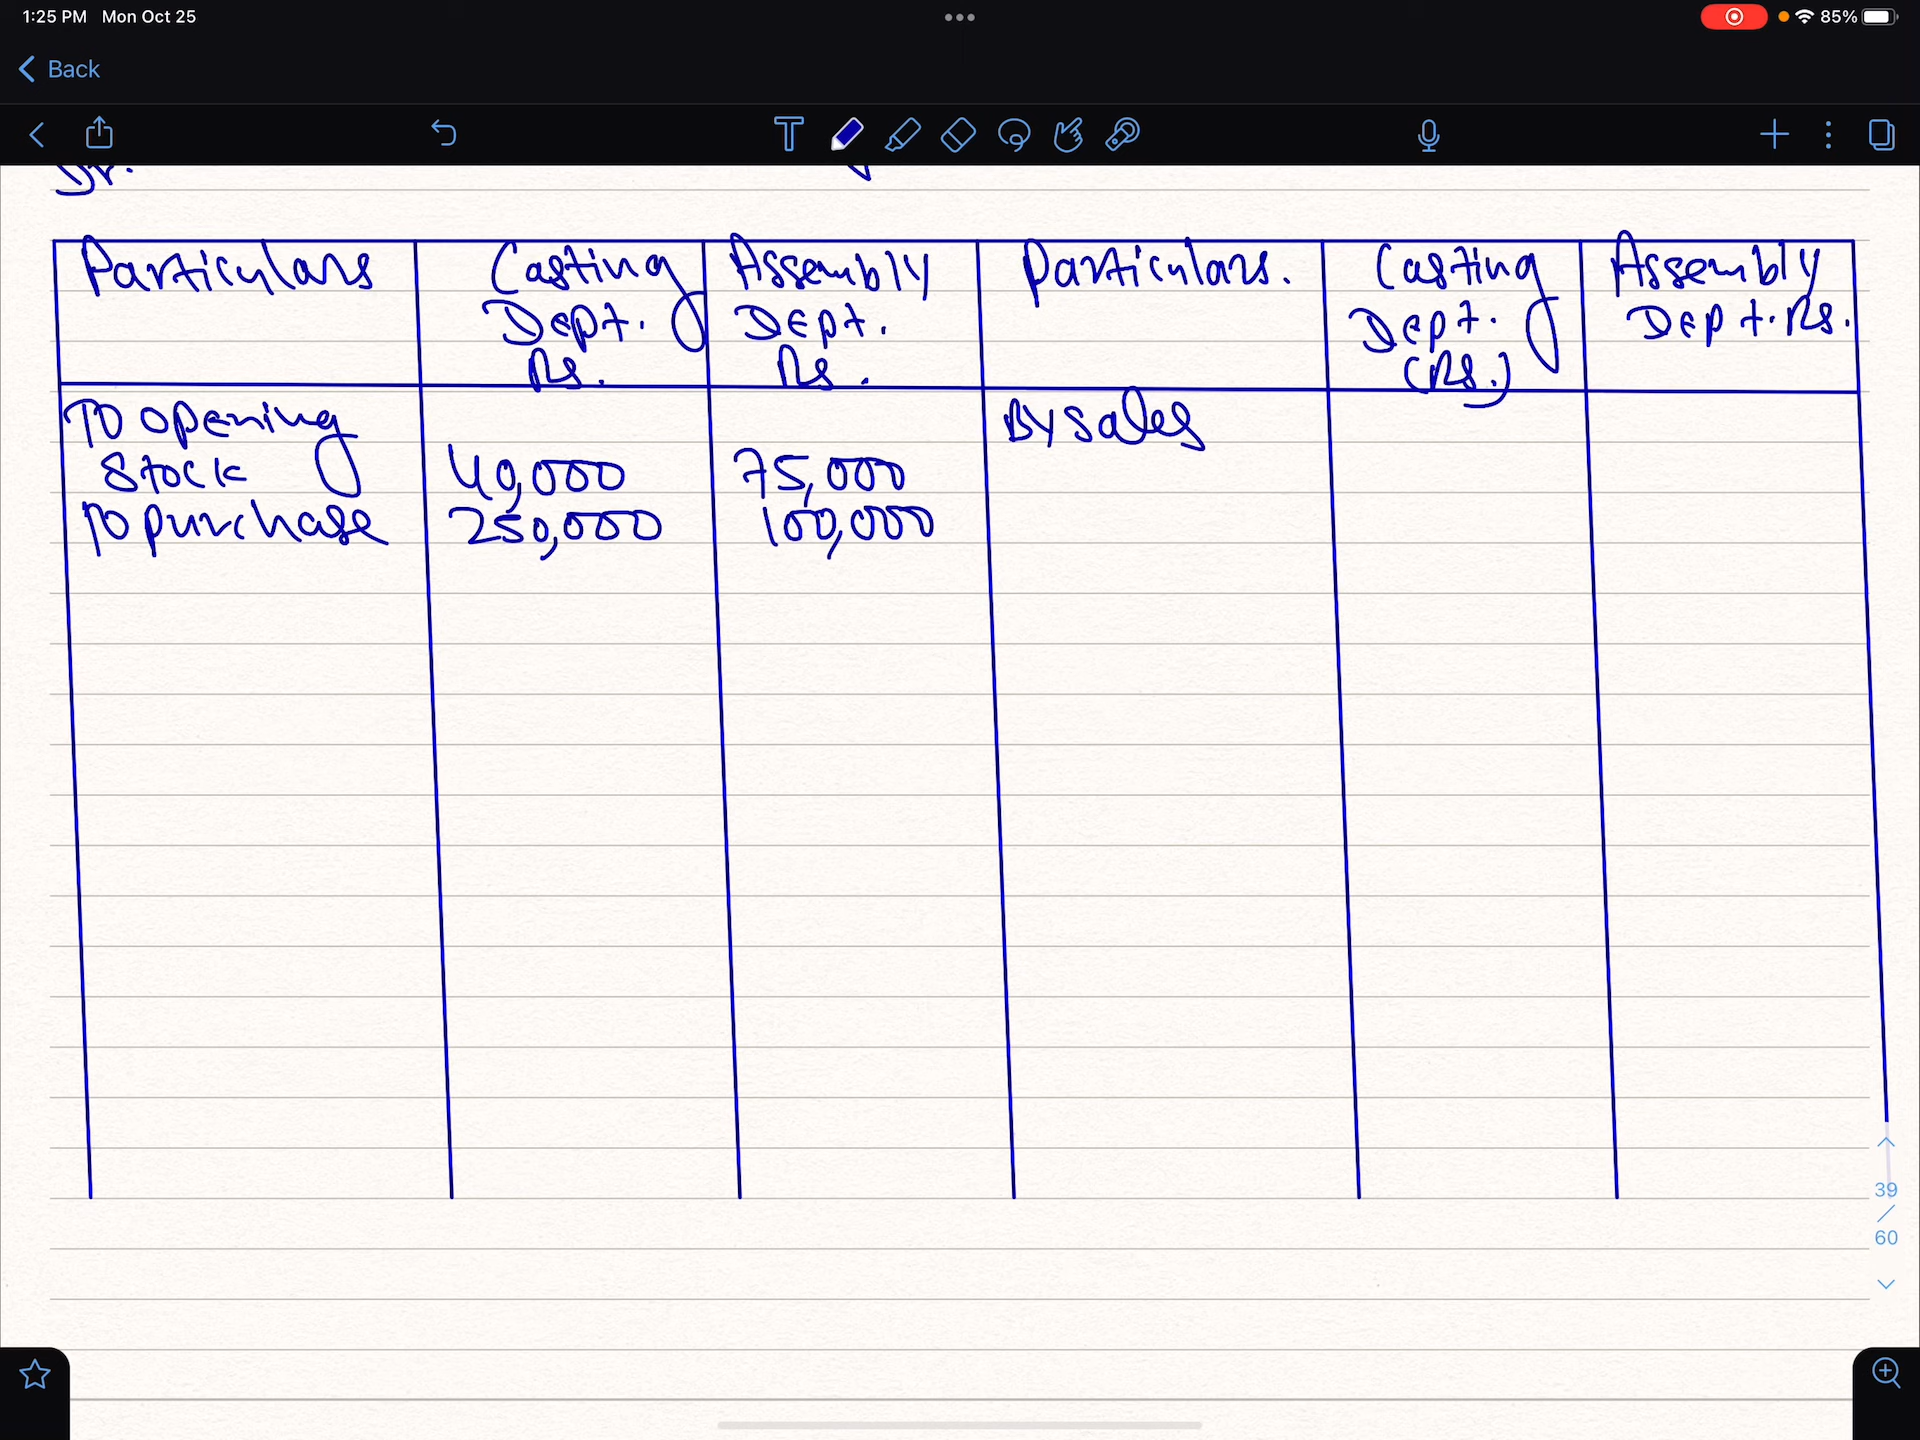 1:25 PM Mon Oct 25
85%
Back
Dr.
Particulars Casting Dept. Rs. Assembly Dept. Rs. Particulars. Casting Dept. (Rs.) Assembly Dept. Rs.
To opening By sales
Stock 40,000 75,000
To purchase 250,000 100,000
39
60